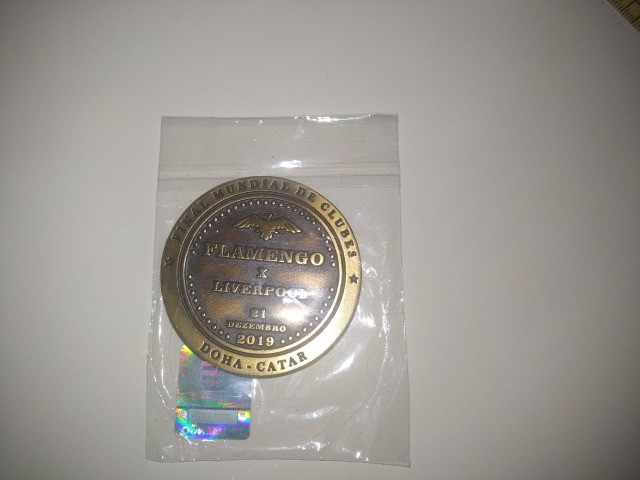 FINAL MUNDIAL DE CLUBES
FLAMENGO
X
LIVERPOOL
21
DEZEMBRO
2019
DOHA - CATAR